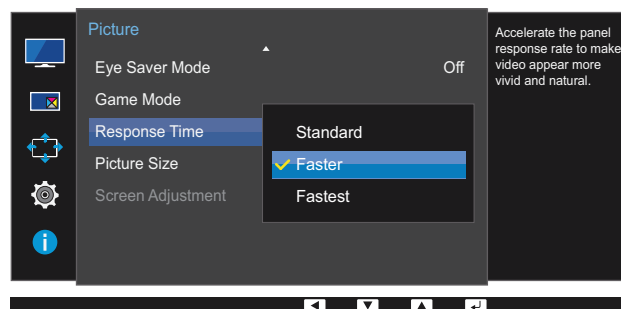 Picture
Eye Saver Mode Off
Game Mode
Response Time Standard
Picture Size Faster
Screen Adjustment Fastest
Accelerate the panel
response rate to make
video appear more
vivid and natural.